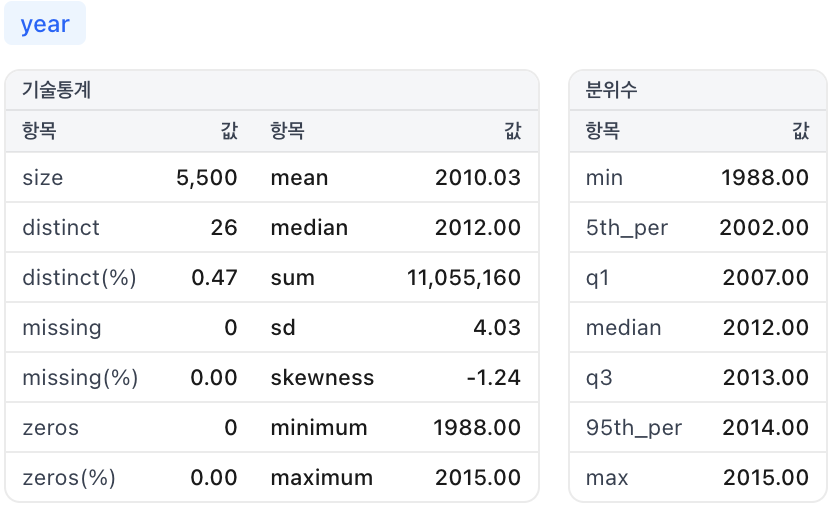 year
기술통계
항목 값 항목 값
size 5,500 mean 2010.03
distinct 26 median 2012.00
distinct(%) 0.47 sum 11,055,160
missing 0 sd 4.03
missing(%) 0.00 skewness -1.24
zeros 0 minimum 1988.00
zeros(%) 0.00 maximum 2015.00
분위수
항목 값
min 1988.00
5th_per 2002.00
q1 2007.00
median 2012.00
q3 2013.00
95th_per 2014.00
max 2015.00